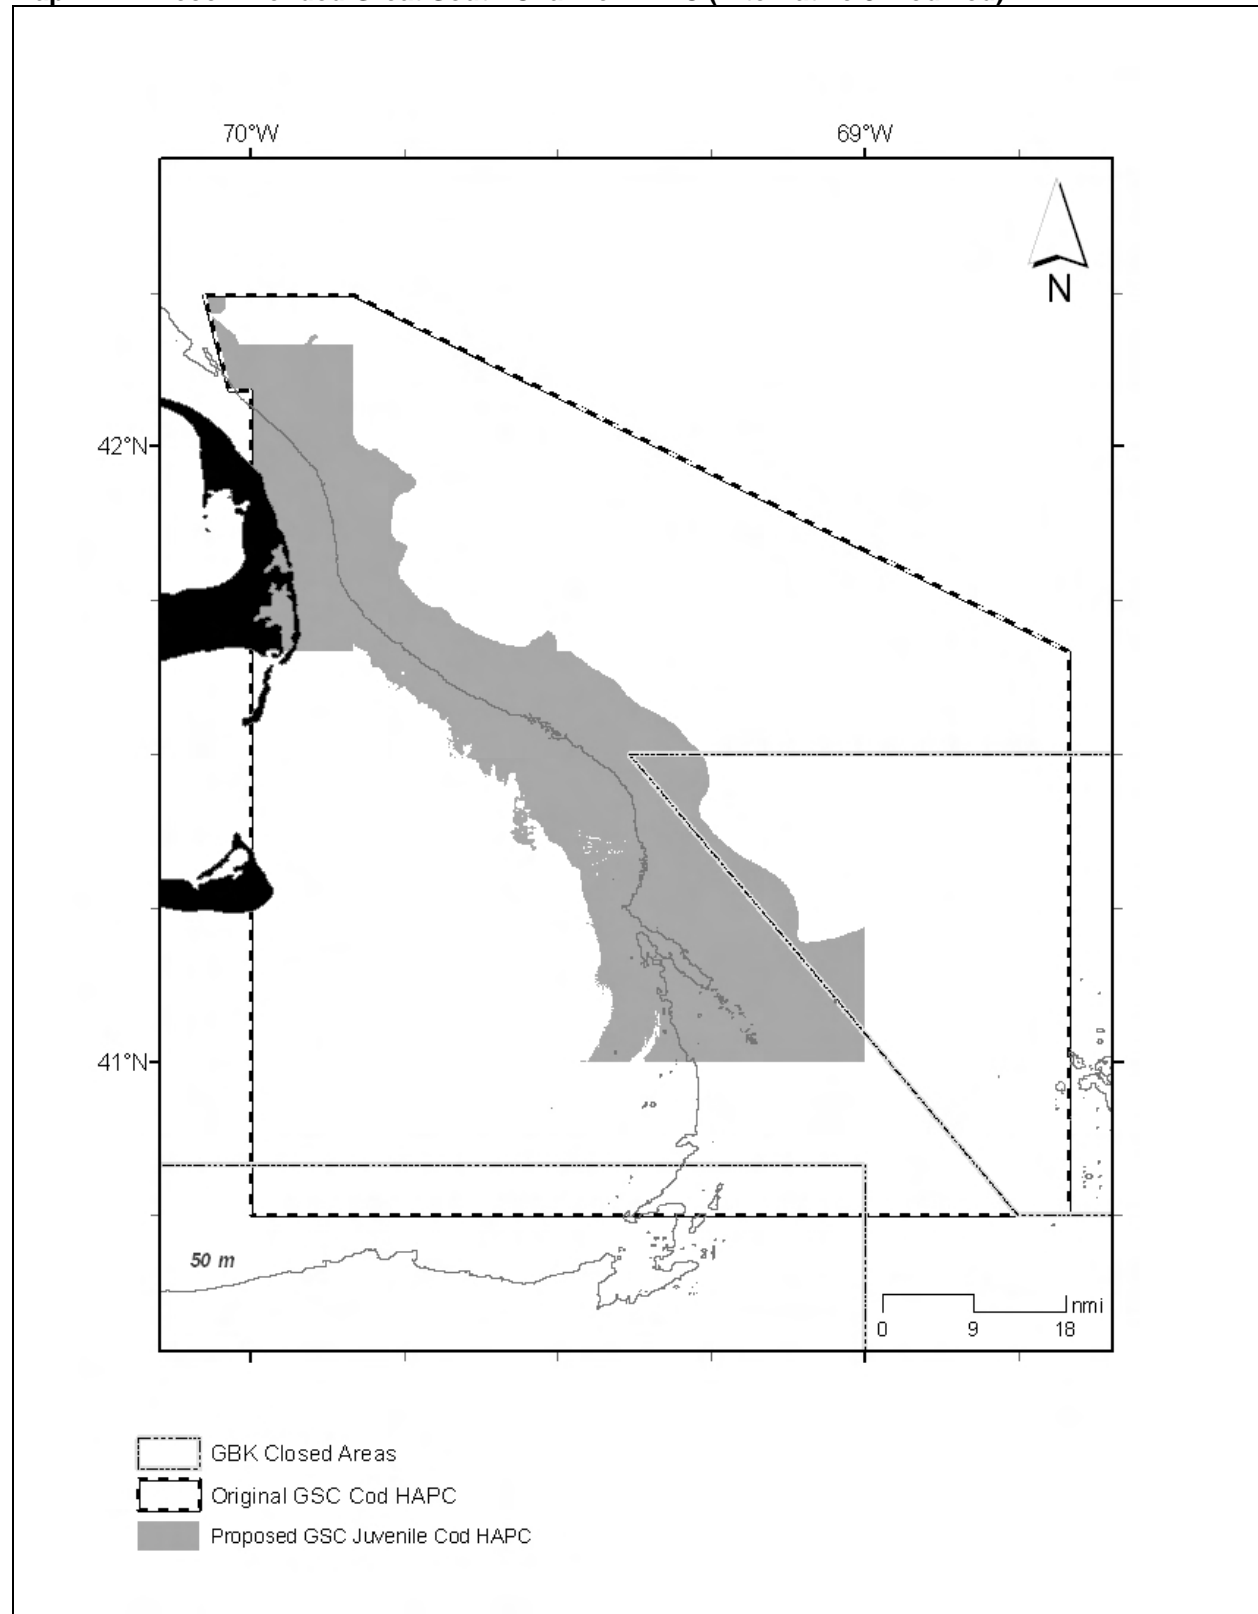 70°W
69°W
N
42°N
41°N
50 m
nmi
0 9 18
GBK Closed Areas
Original GSC Cod HAPC
Proposed GSC Juvenile Cod HAPC